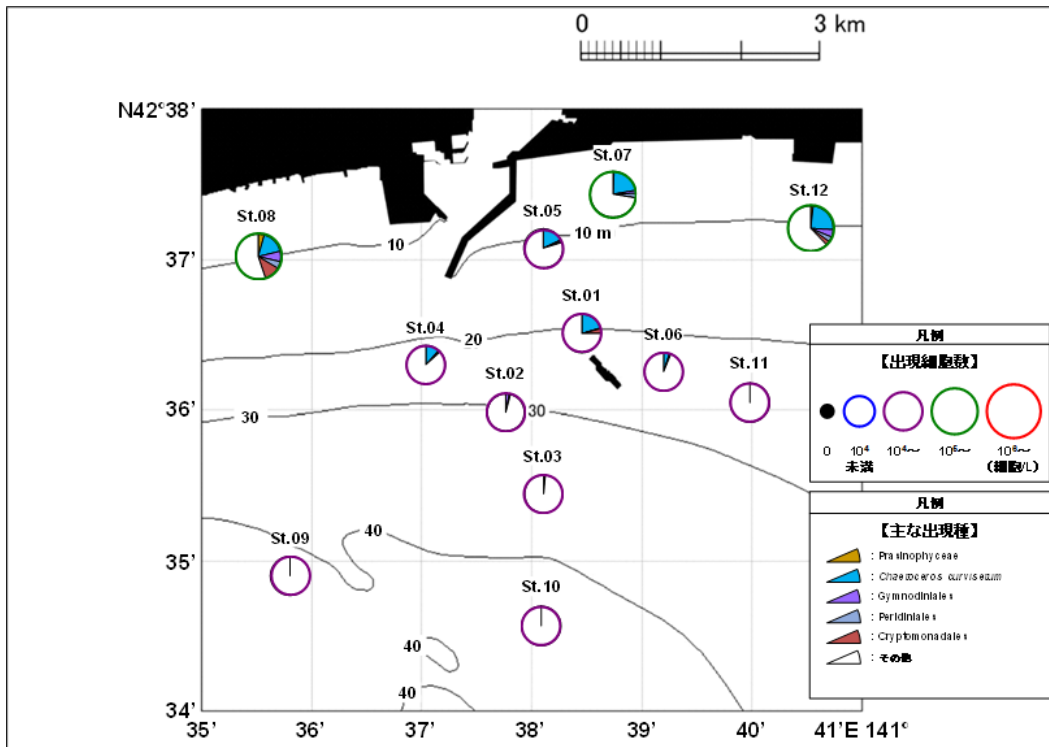 0 3 km
N42°38'
St.07
St.12
St.08
St.05
10
10 m
37'
St.01
St.04
20
St.06
St.11
St.02
36'
30
30
St.03
40
St.09
35'
St.10
40
40
34'
35' 36' 37' 38' 39' 40' 41'E 141°
凡例
【出現細胞数】
0 10⁴未満 10⁴~ 10⁵~ 10⁶~
(細胞/L)
凡例
【主な出現種】
: Prasinophyceae
: Chaetoceros curvisetum
: Gymnodiniales
: Peridiniales
: Cryptomonadales
: その他